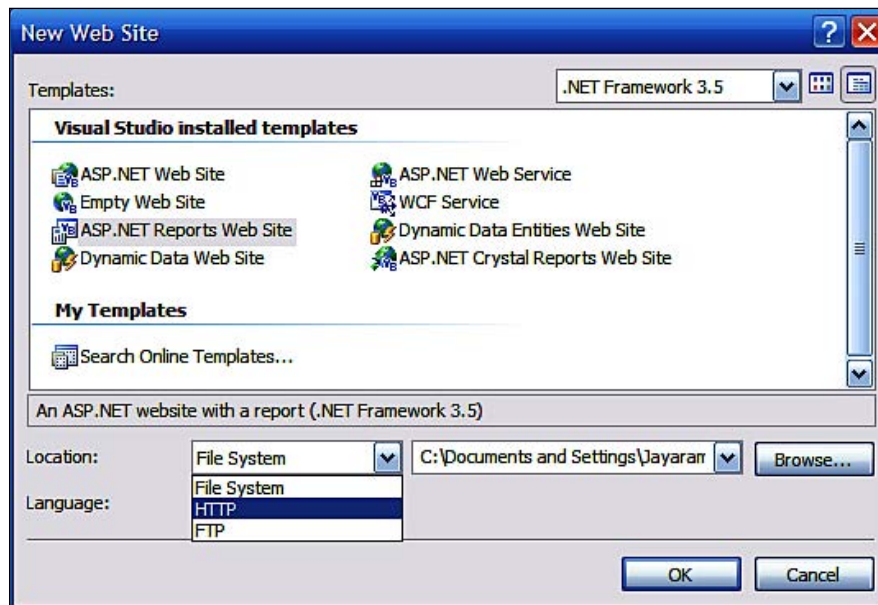 New Web Site
Templates:
.NET Framework 3.5
Visual Studio installed templates
ASP.NET Web Site
ASP.NET Web Service
Empty Web Site
WCF Service
ASP.NET Reports Web Site
Dynamic Data Entities Web Site
Dynamic Data Web Site
ASP.NET Crystal Reports Web Site
My Templates
Search Online Templates...
An ASP.NET website with a report (.NET Framework 3.5)
Location:
File System
C:\Documents and Settings\Jayaram
Browse...
Language:
File System
HTTP
FTP
OK
Cancel